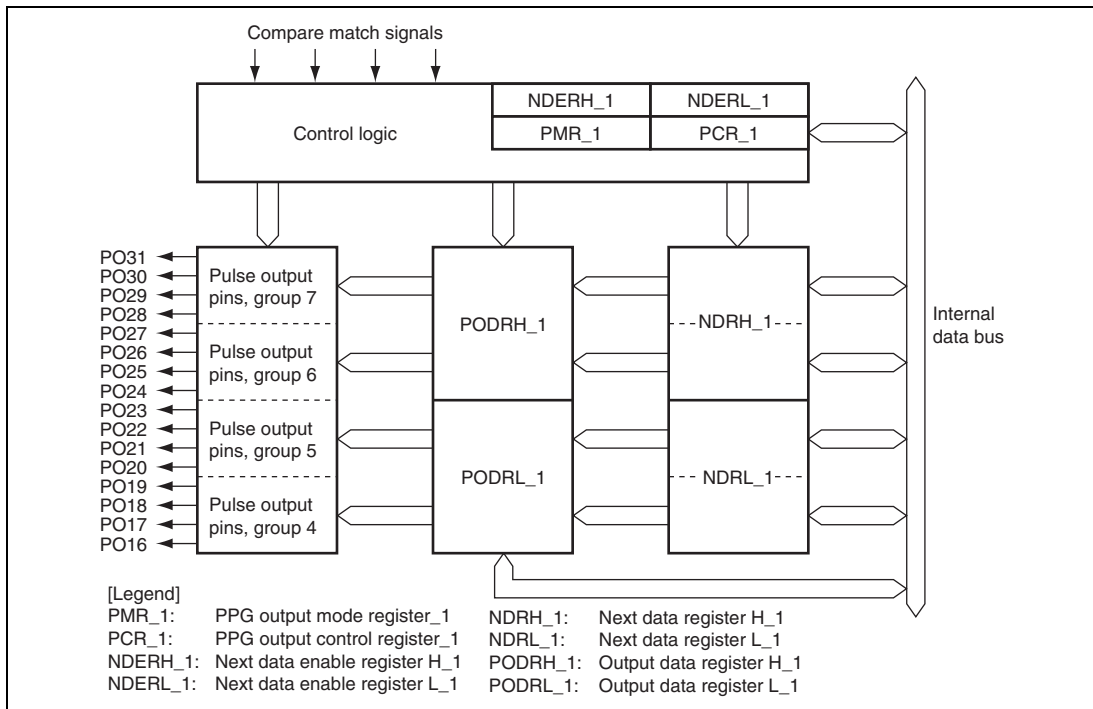 Compare match signals
Control logic
NDERH_1
NDERL_1
PMR_1
PCR_1
PO31
PO30
PO29
PO28
PO27
PO26
PO25
PO24
PO23
PO22
PO21
PO20
PO19
PO18
PO17
PO16
Pulse output
pins, group 7
Pulse output
pins, group 6
Pulse output
pins, group 5
Pulse output
pins, group 4
PODRH_1
PODRL_1
NDRH_1
NDRL_1
Internal
data bus
[Legend]
PMR_1: PPG output mode register_1
PCR_1: PPG output control register_1
NDERH_1: Next data enable register H_1
NDERL_1: Next data enable register L_1
NDRH_1: Next data register H_1
NDRL_1: Next data register L_1
PODRH_1: Output data register H_1
PODRL_1: Output data register L_1